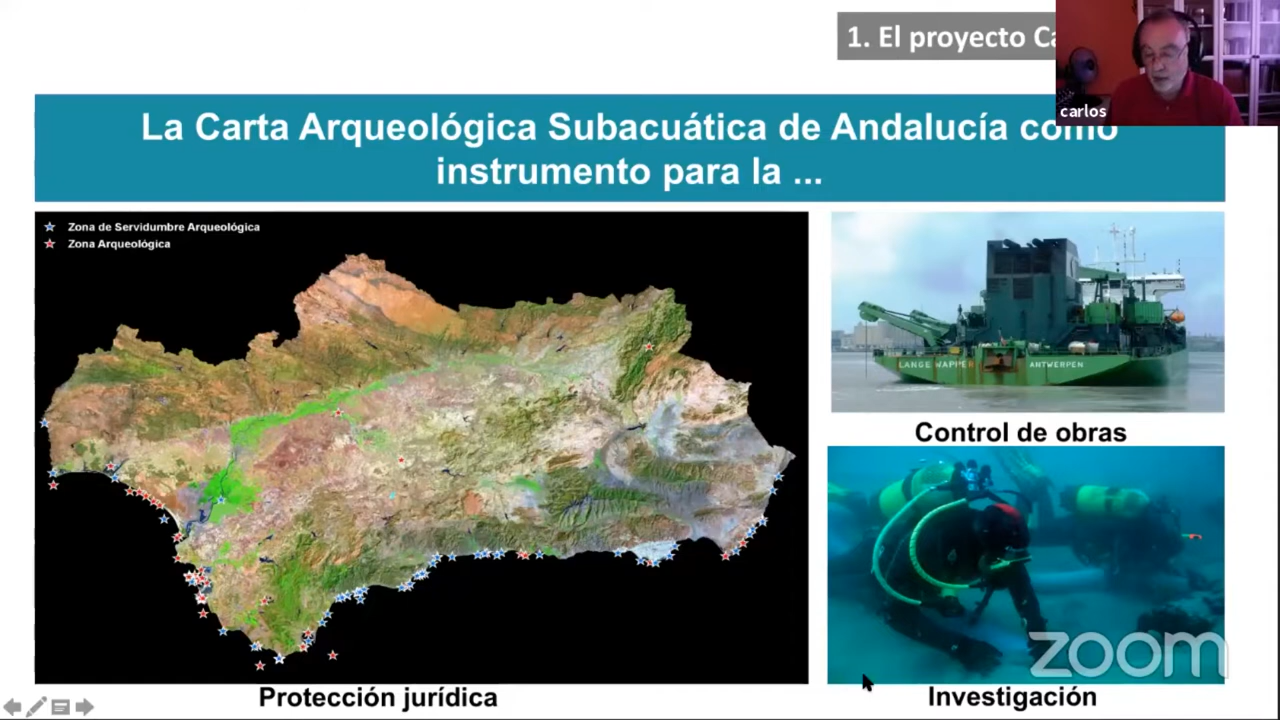 1. El proyecto
carlos
La Carta Arqueológica Subacuática de Andalucía como
instrumento para la ...
Zona de Servidumbre Arqueológica
Zona Arqueológica
LANGE WAPPER ANTWERPEN
Control de obras
zoom
Protección jurídica
Investigación